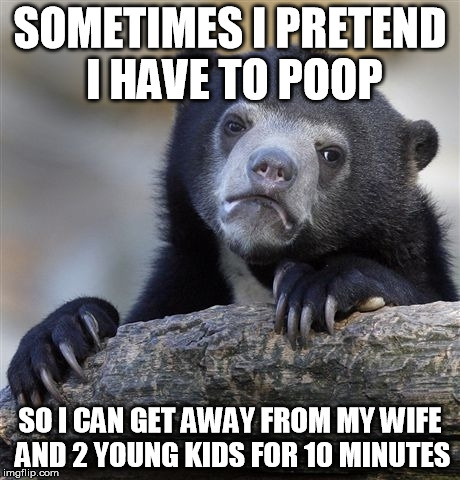 SOMETIMES I PRETEND
I HAVE TO POOP
SO I CAN GET AWAY FROM MY WIFE
AND 2 YOUNG KIDS FOR 10 MINUTES
imgflip.com